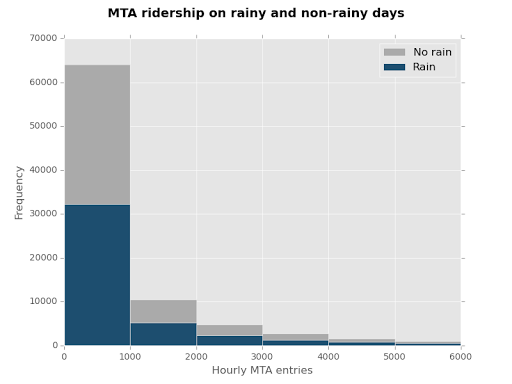 MTA ridership on rainy and non-rainy days
70000
60000
50000
40000
30000
20000
10000
0
Frequency
No rain
Rain
0 1000 2000 3000 4000 5000 6000
Hourly MTA entries